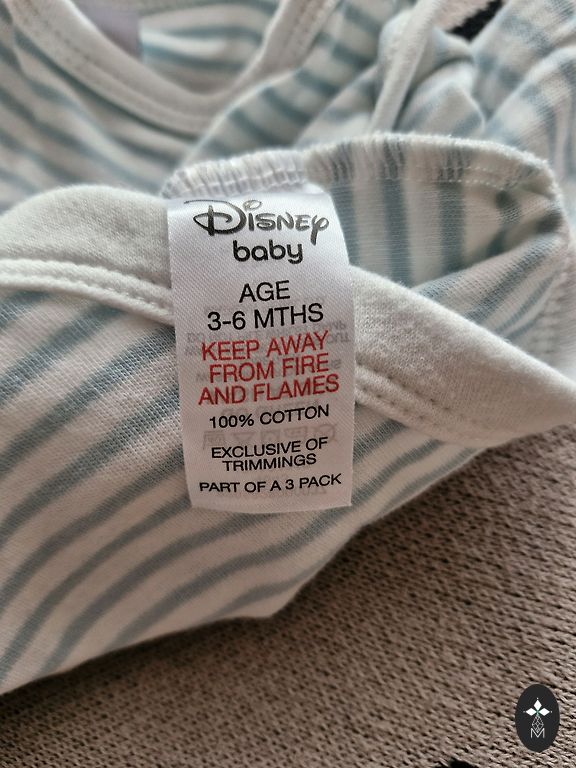 Disney
baby
AGE
3-6 MTHS
KEEP AWAY
FROM FIRE
AND FLAMES
100% COTTON
EXCLUSIVE OF
TRIMMINGS
PART OF A 3 PACK
M